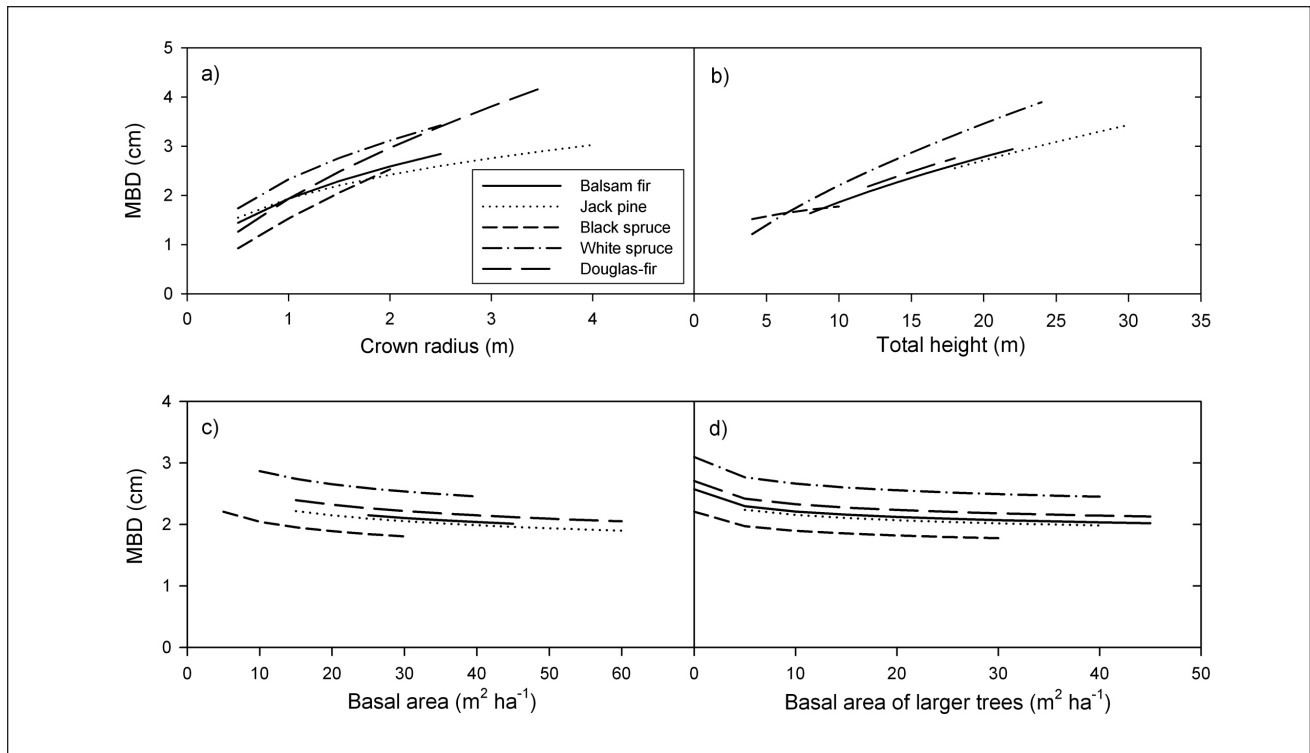 a)
MBD (cm)
5
4
3
2
1
0
0 1 2 3 4
Crown radius (m)
Balsam fir
Jack pine
Black spruce
White spruce
Douglas-fir
b)
0 5 10 15 20 25 30 35
Total height (m)
c)
MBD (cm)
4
3
2
1
0
0 10 20 30 40 50 60
Basal area (m² ha⁻¹)
d)
0 10 20 30 40 50
Basal area of larger trees (m² ha⁻¹)